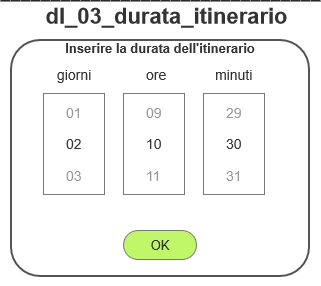 dl_03_durata_itinerario
Inserire la durata dell'itinerario
giorni ore minuti
01 09 29
02 10 30
03 11 31
OK